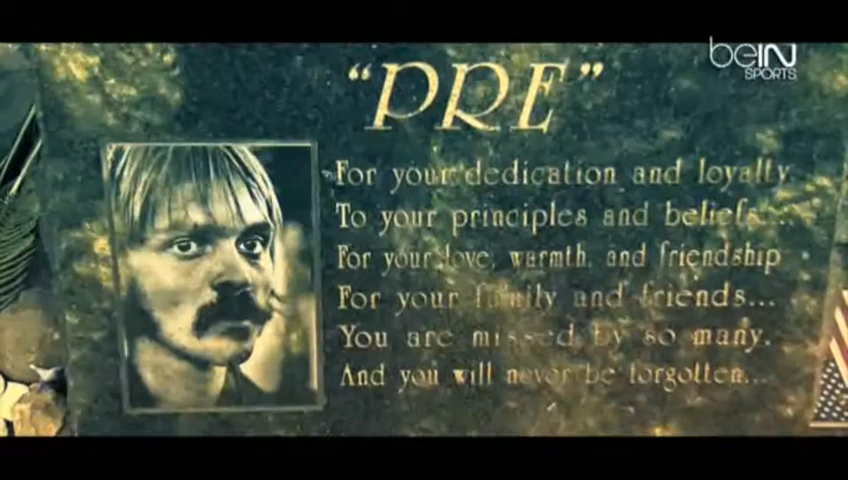 "PRE"
beIN
SPORTS
For your dedication and loyalty
To your principles and beliefs...
For your love, warmth, and friendship
For your family and friends...
You are missed by so many.
And you will never be forgotten...